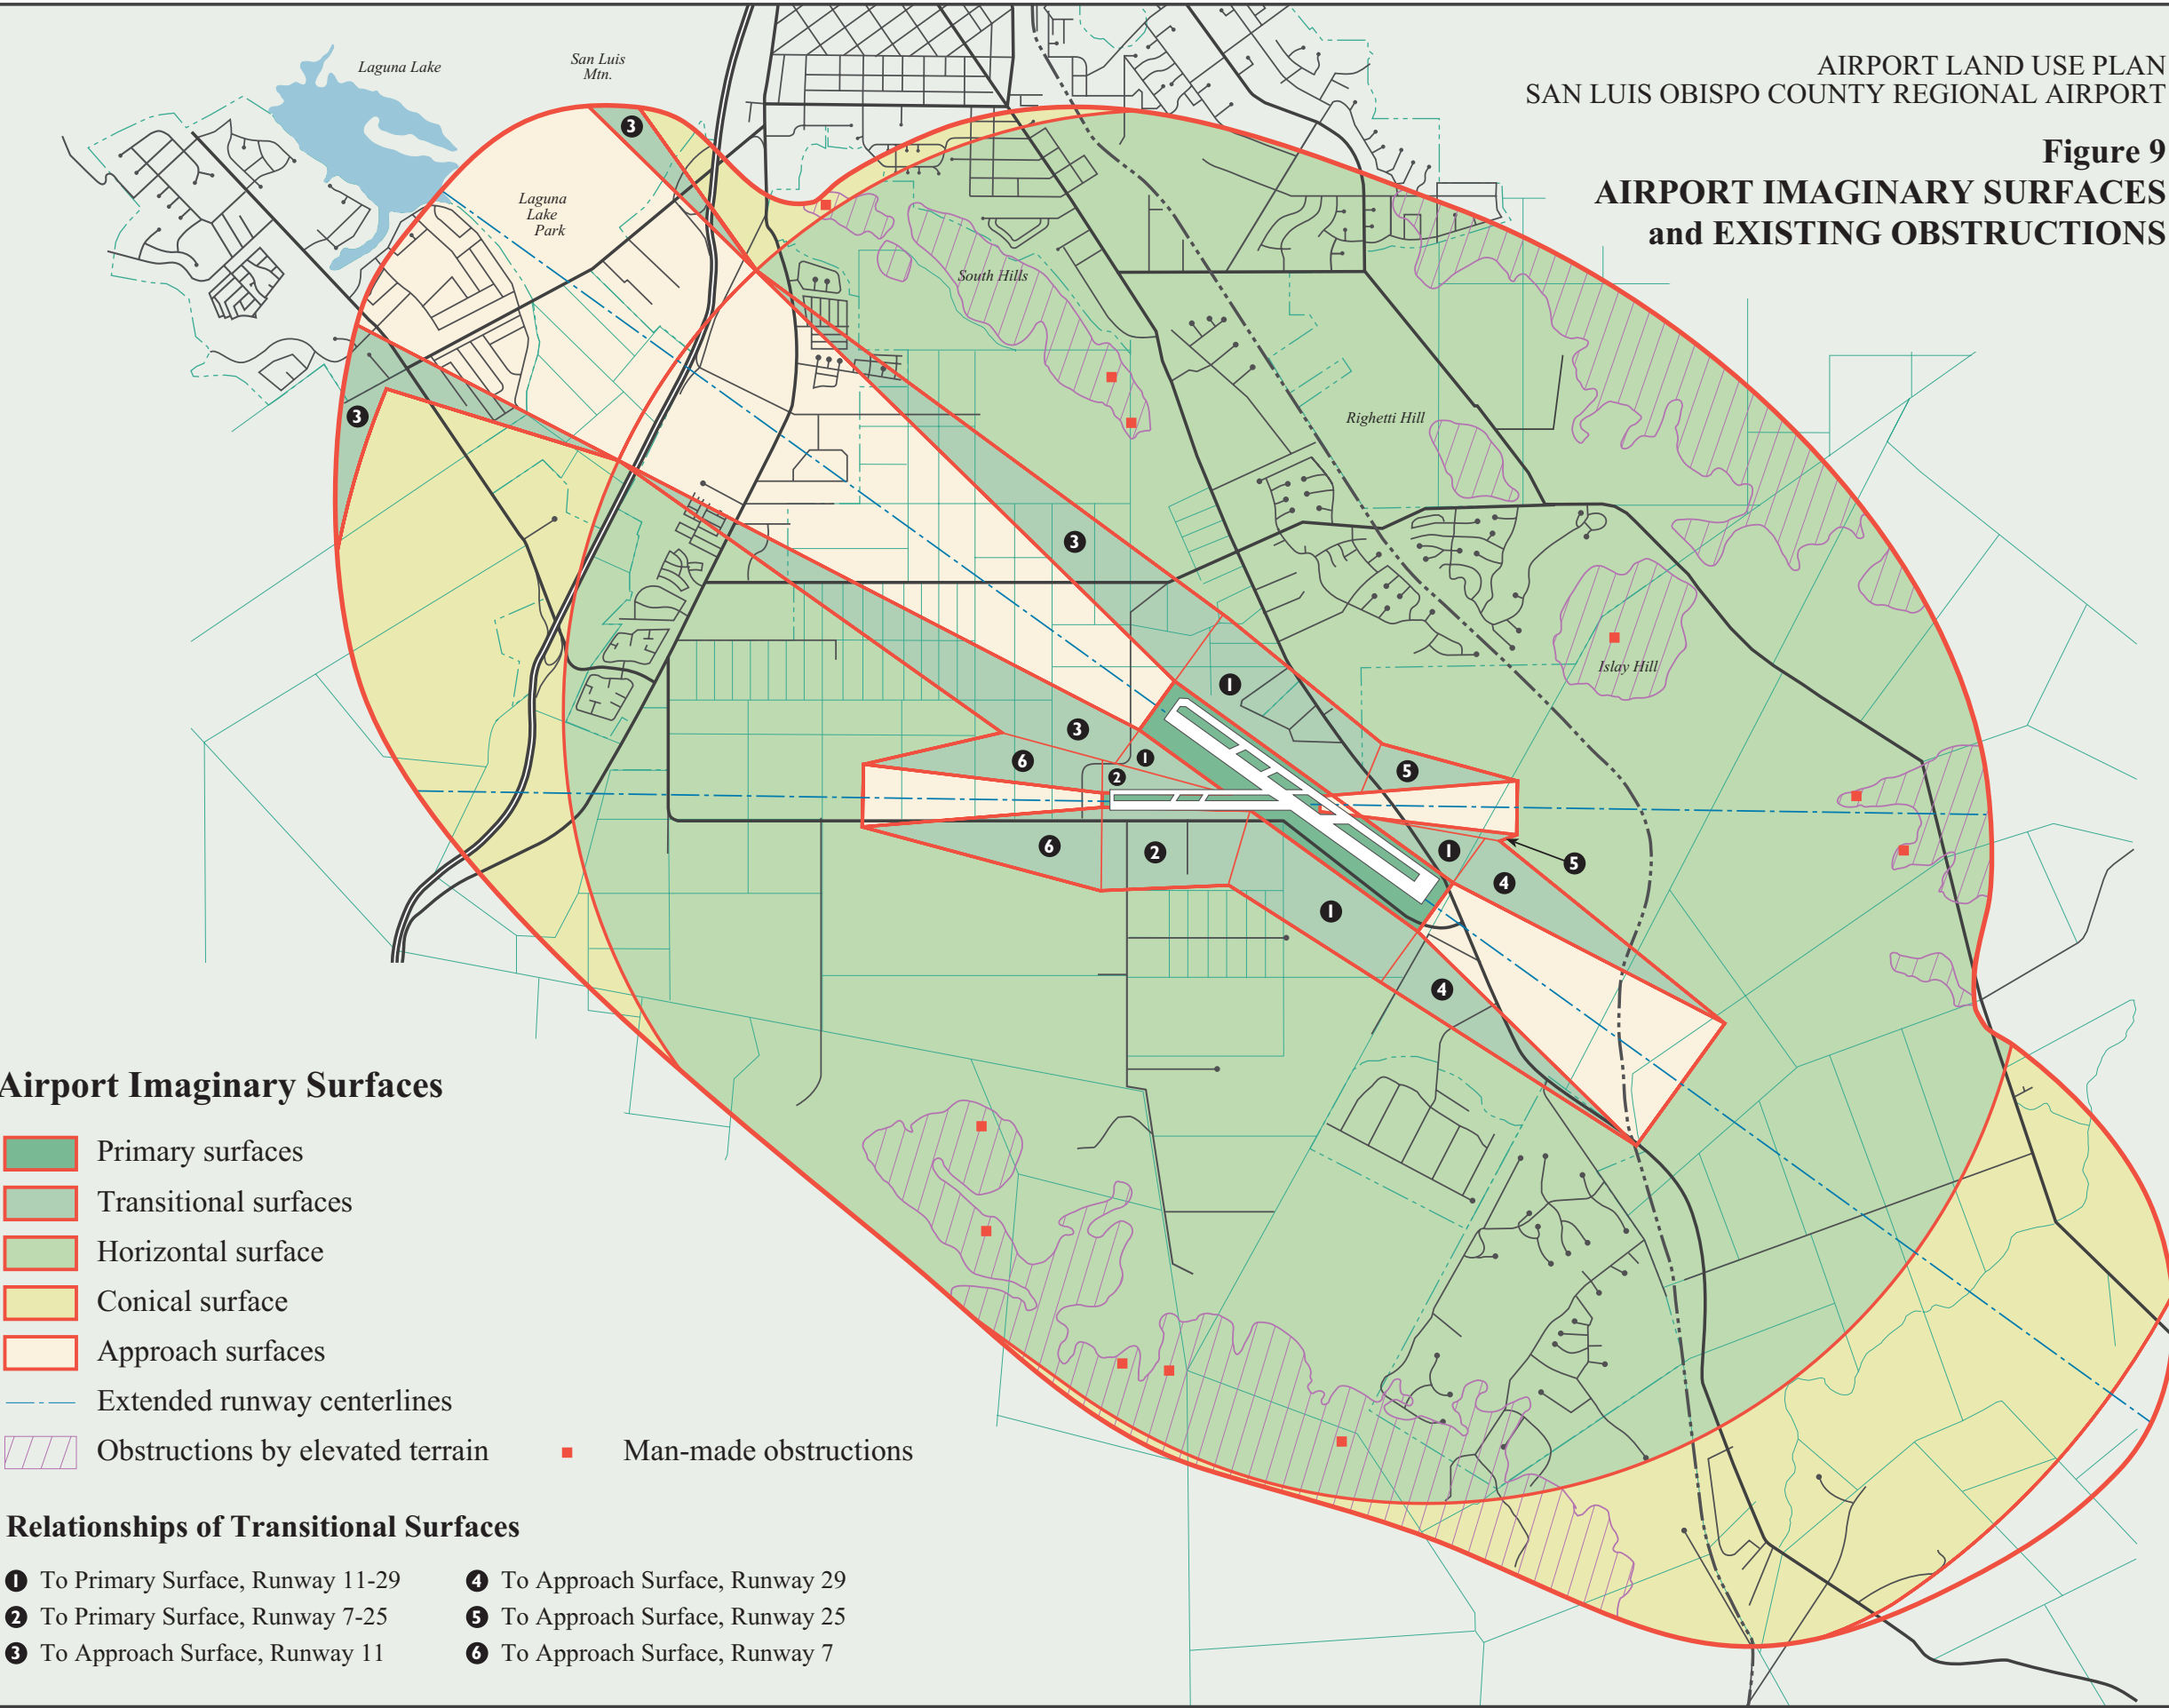 AIRPORT LAND USE PLAN
SAN LUIS OBISPO COUNTY REGIONAL AIRPORT
Figure 9
AIRPORT IMAGINARY SURFACES
and EXISTING OBSTRUCTIONS
Laguna Lake
San Luis
Mtn.
3
Laguna
Lake
Park
South Hills
3
Righetti Hill
3
Islay Hill
1
3
1
6
2
5
6
2
1
5
4
1
4
Airport Imaginary Surfaces
Primary surfaces
Transitional surfaces
Horizontal surface
Conical surface
Approach surfaces
Extended runway centerlines
Obstructions by elevated terrain
Man-made obstructions
Relationships of Transitional Surfaces
1 To Primary Surface, Runway 11-29
2 To Primary Surface, Runway 7-25
3 To Approach Surface, Runway 11
4 To Approach Surface, Runway 29
5 To Approach Surface, Runway 25
6 To Approach Surface, Runway 7